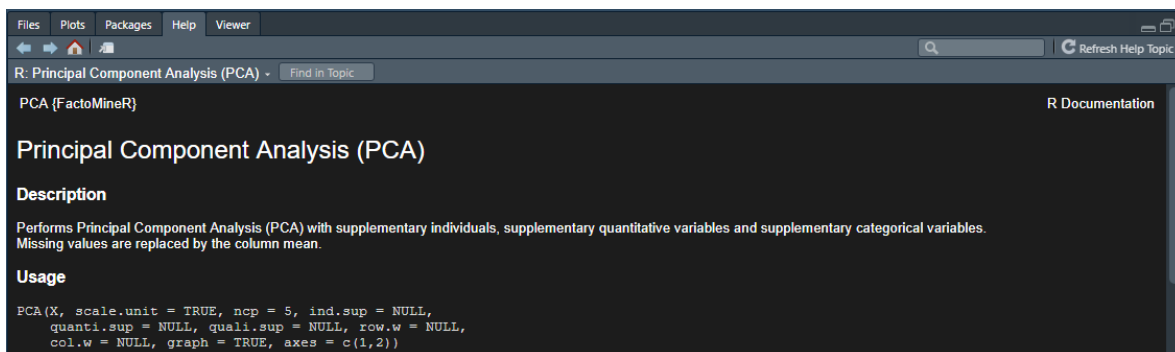 Files Plots Packages Help Viewer
Refresh Help Topic
R: Principal Component Analysis (PCA) Find in Topic
PCA {FactoMineR} R Documentation
Principal Component Analysis (PCA)
Description
Performs Principal Component Analysis (PCA) with supplementary individuals, supplementary quantitative variables and supplementary categorical variables.
Missing values are replaced by the column mean.
Usage
PCA(X, scale.unit = TRUE, ncp = 5, ind.sup = NULL,
    quanti.sup = NULL, quali.sup = NULL, row.w = NULL,
    col.w = NULL, graph = TRUE, axes = c(1,2))